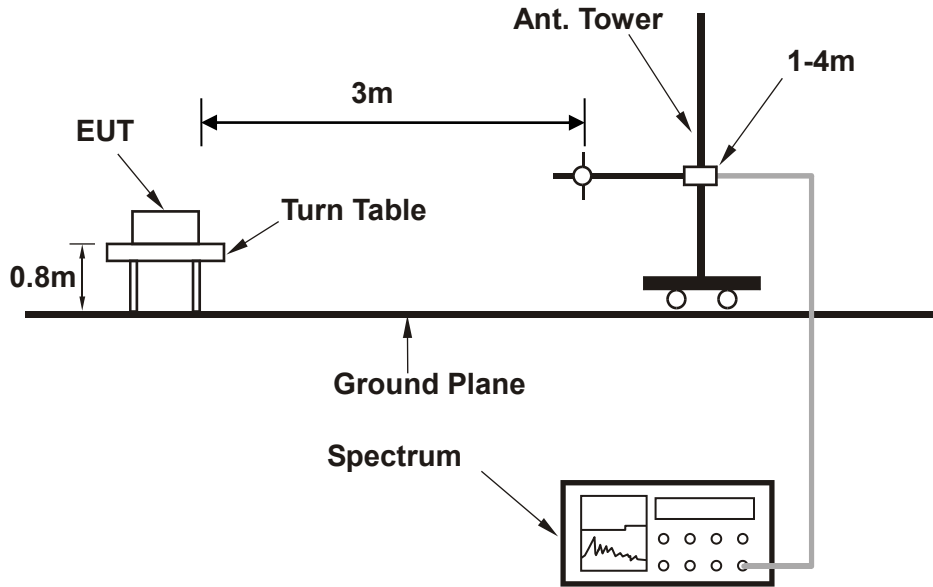 Ant. Tower
1-4m
3m
EUT
Turn Table
0.8m
Ground Plane
Spectrum